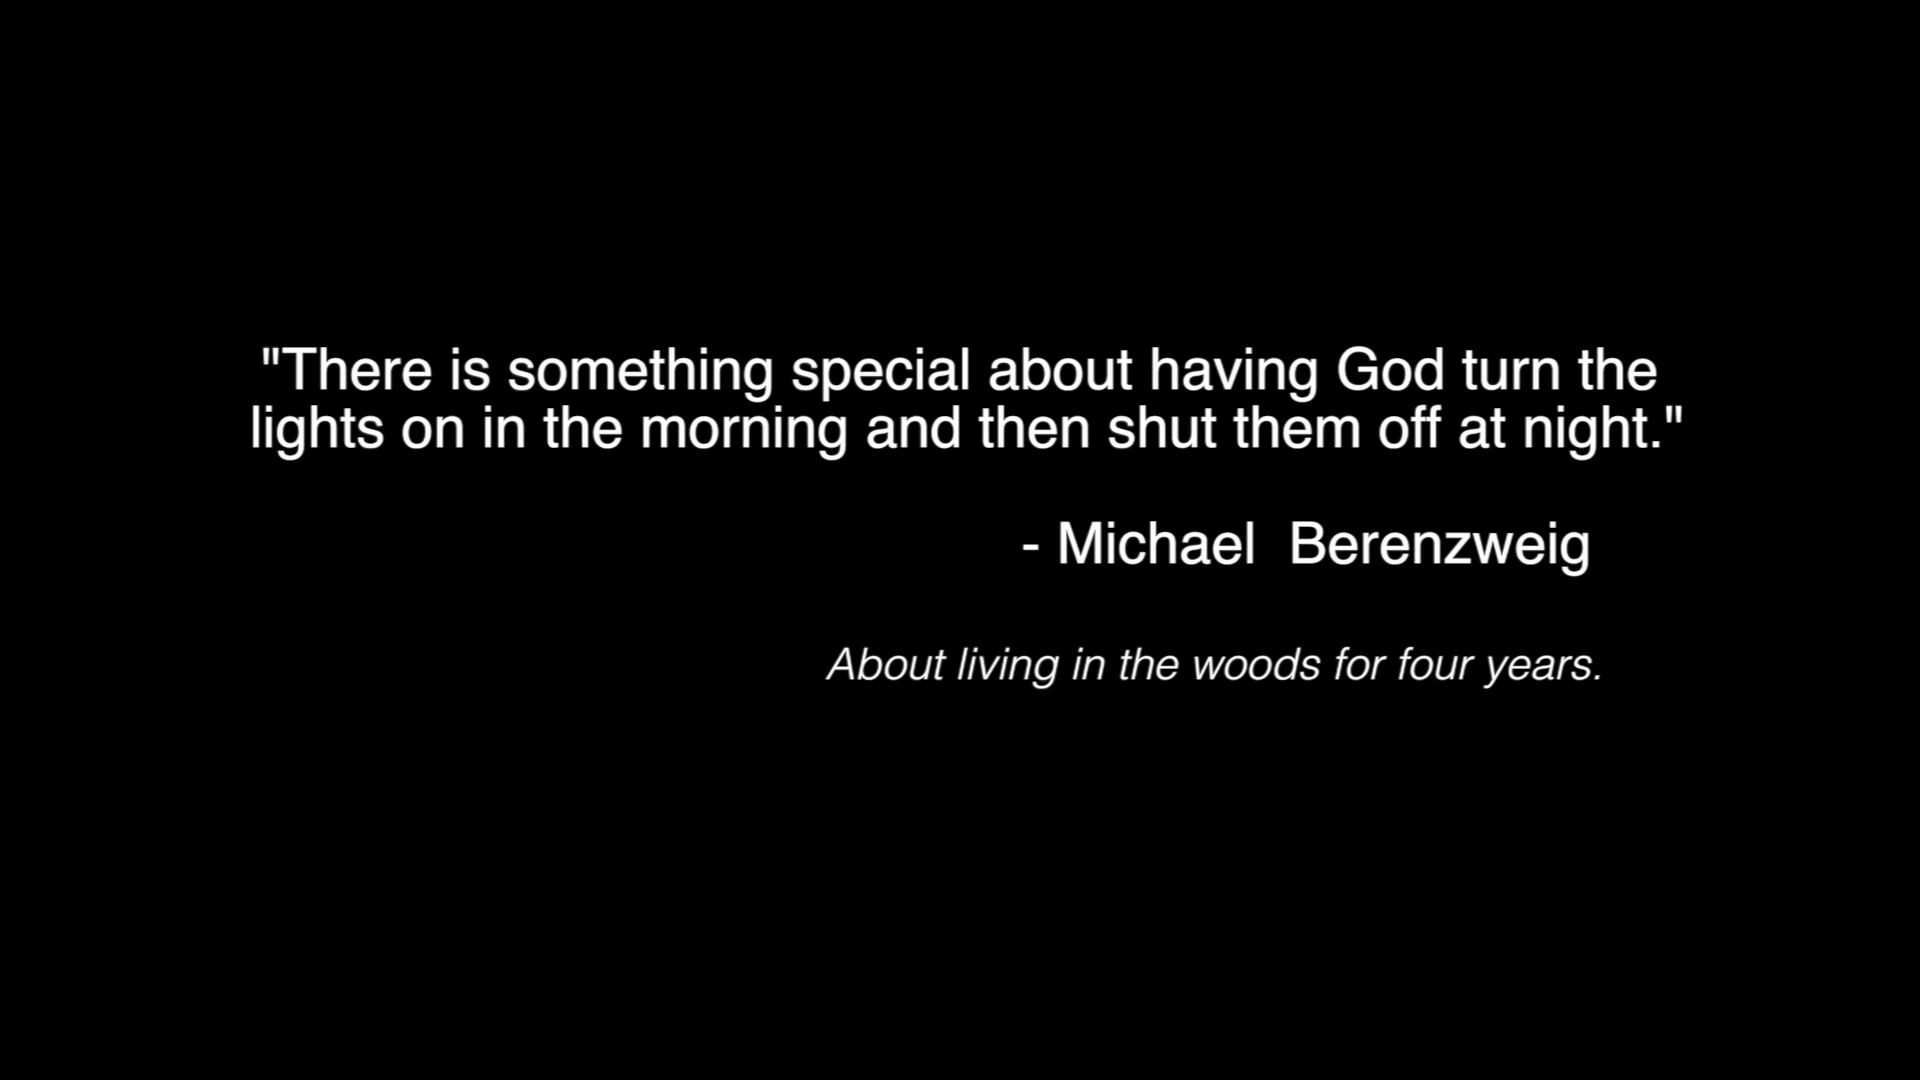 "There is something special about having God turn the
lights on in the morning and then shut them off at night."
- Michael  Berenzweig
About living in the woods for four years.